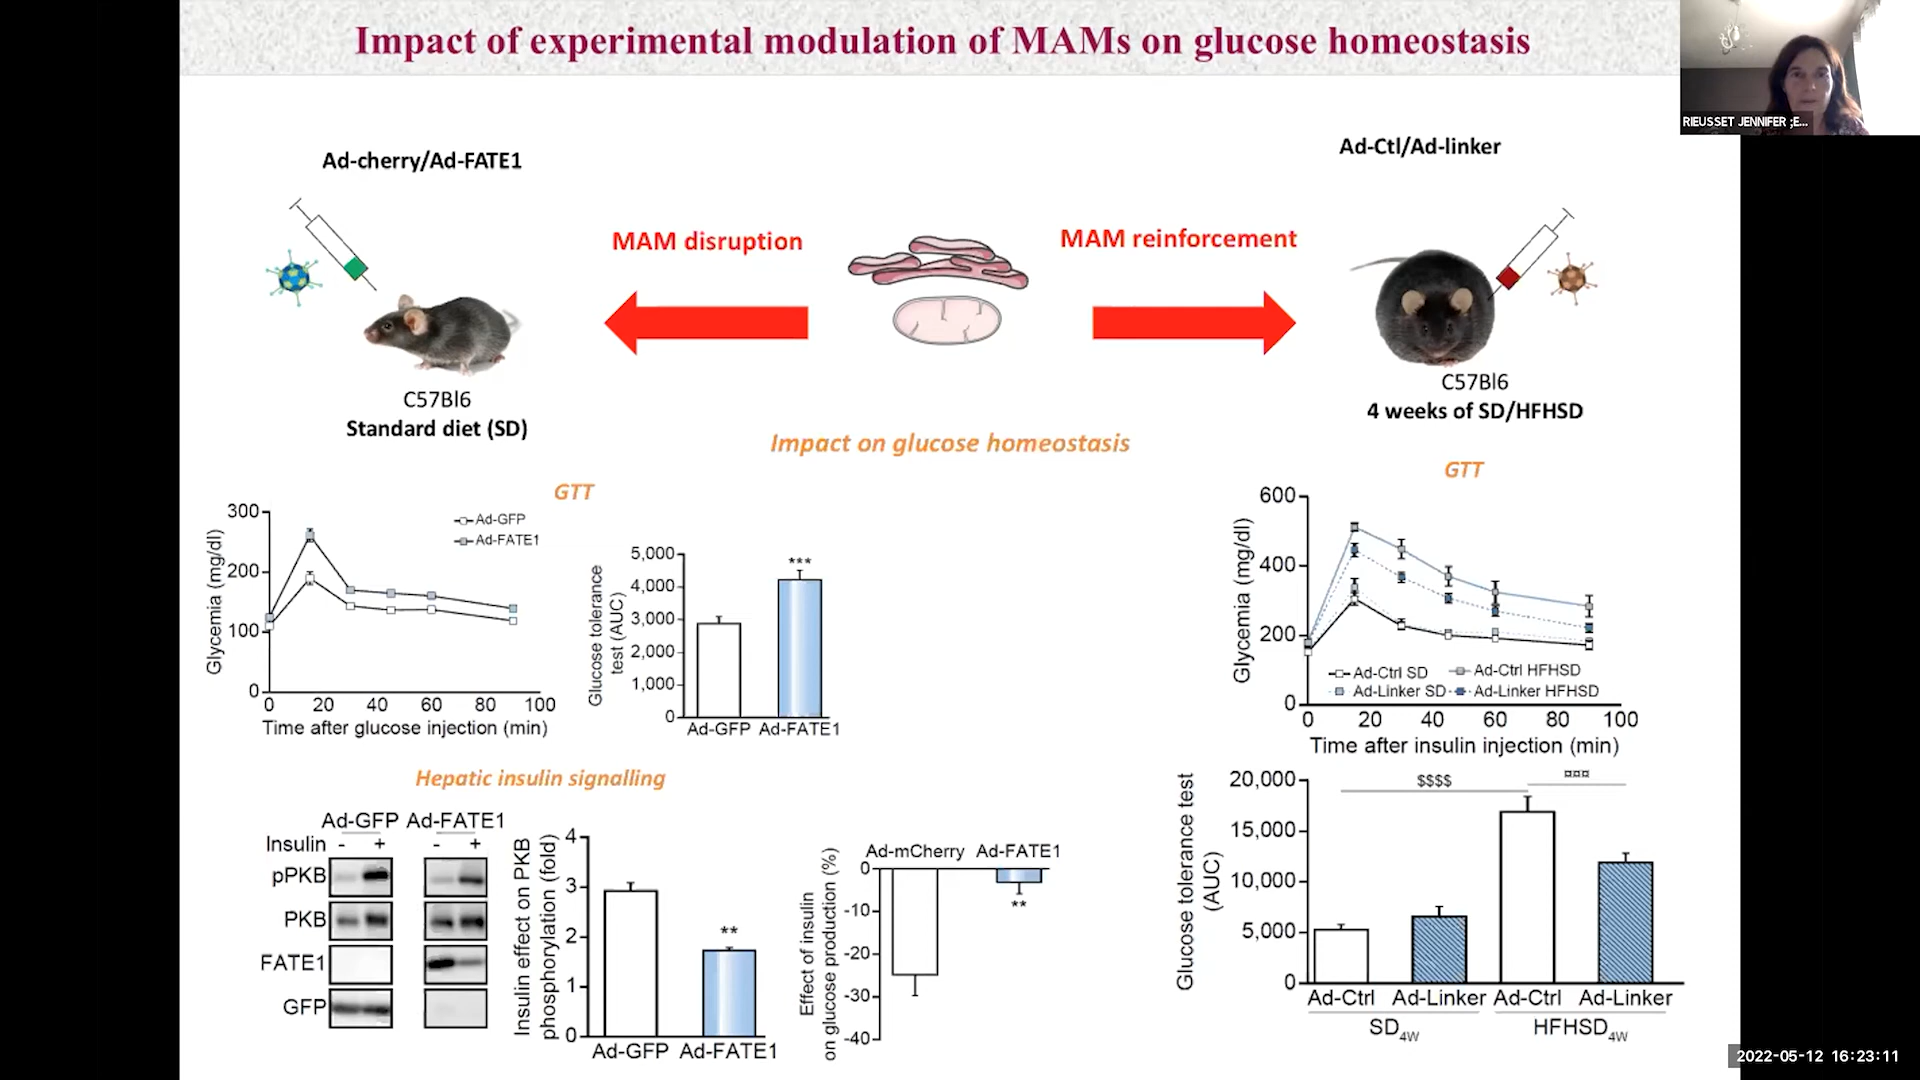 Impact of experimental modulation of MAMs on glucose homeostasis
RIEUSSET JENNIFER ;E...
Ad-cherry/Ad-FATE1
Ad-Ctl/Ad-linker
MAM disruption
MAM reinforcement
C57Bl6
Standard diet (SD)
C57Bl6
4 weeks of SD/HFHSD
Impact on glucose homeostasis
GTT
Glycemia (mg/dl)
300
200
100
0
0 20 40 60 80 100
Time after glucose injection (min)
Ad-GFP
Ad-FATE1
Glucose tolerance
test (AUC)
5,000
4,000
3,000
2,000
1,000
0
***
Ad-GFP Ad-FATE1
GTT
Glycemia (mg/dl)
600
400
200
0
Ad-Ctrl SD Ad-Ctrl HFHSD
Ad-Linker SD Ad-Linker HFHSD
0 20 40 60 80 100
Time after insulin injection (min)
Hepatic insulin signalling
Ad-GFP Ad-FATE1
Insulin - + - +
pPKB
PKB
FATE1
GFP
Insulin effect on PKB
phosphorylation (fold)
4
3
2
1
0
**
Ad-GFP Ad-FATE1
Effect of insulin
on glucose production (%)
Ad-mCherry Ad-FATE1
0
-10
-20
-30
-40
**
Glucose tolerance test
(AUC)
20,000
15,000
10,000
5,000
0
$$$$
¤¤¤
Ad-Ctrl Ad-Linker Ad-Ctrl Ad-Linker
SD4W HFHSD4W
2022-05-12 16:23:11